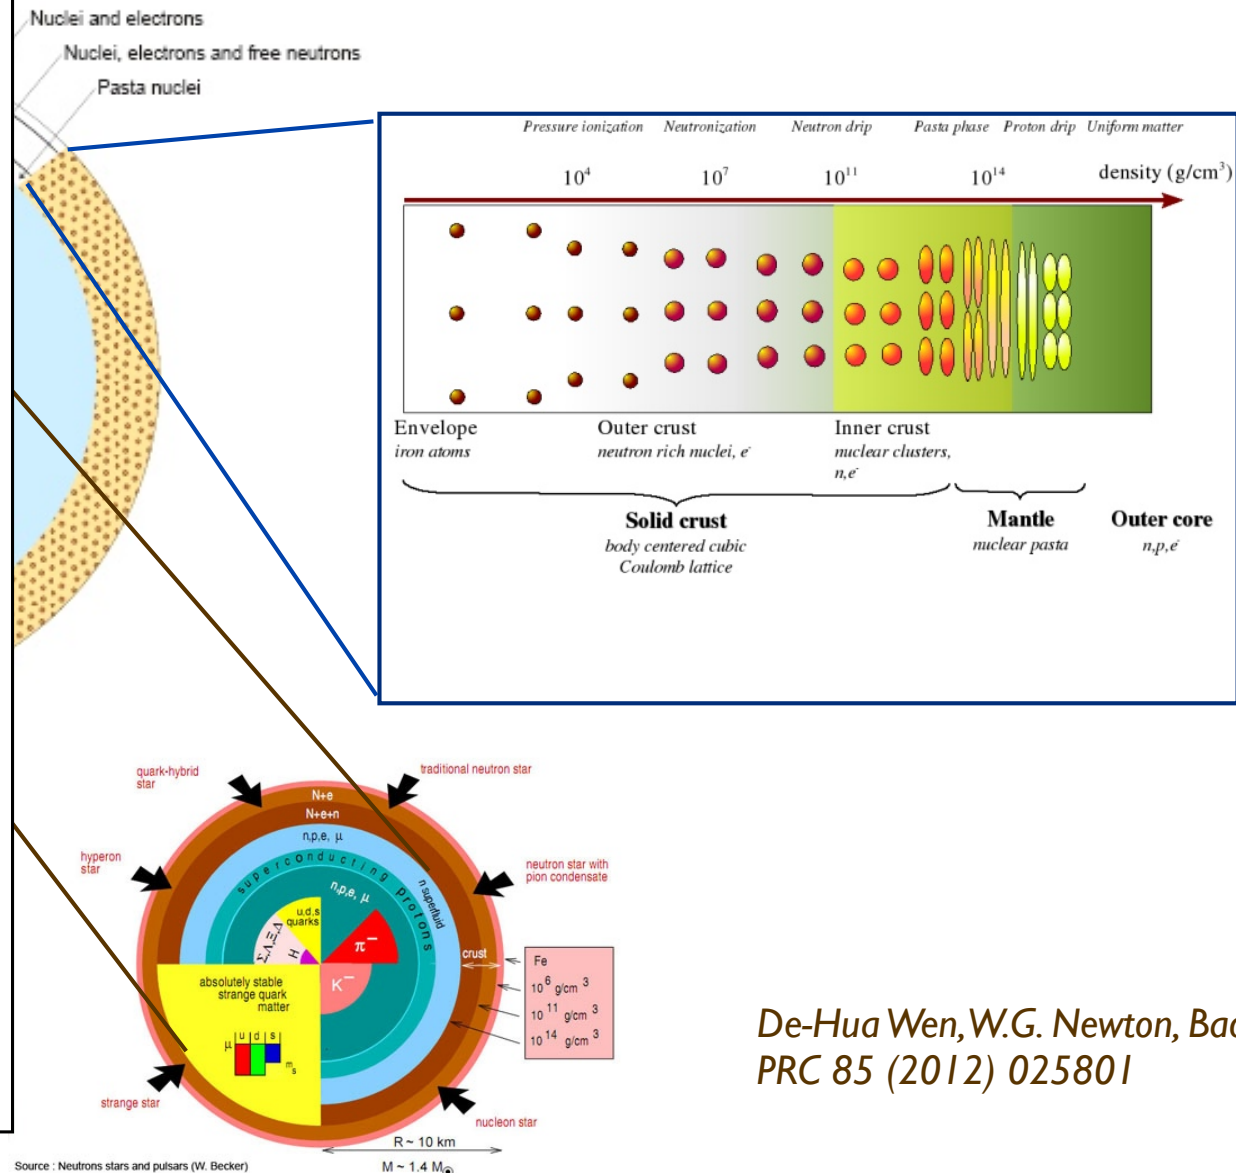 Nuclei and electrons
Nuclei, electrons and free neutrons
Pasta nuclei
Pressure ionization Neutronization Neutron drip Pasta phase Proton drip Uniform matter
10⁴ 10⁷ 10¹¹ 10¹⁴ density (g/cm³)
Envelope
iron atoms
Outer crust
neutron rich nuclei, e⁻
Inner crust
nuclear clusters,
n,e⁻
Solid crust
body centered cubic
Coulomb lattice
Mantle
nuclear pasta
Outer core
n,p,e⁻
quark-hybrid
star
traditional neutron star
N+e
N+e+n
n,p,e, μ
hyperon
star
neutron star with
pion condensate
superconducting protons
n superfluid
n,p,e, μ
u,d,s
quarks
Σ,Λ,Ξ,Δ
H
π⁻
K⁻
crust
Fe
10⁶ g/cm³
10¹¹ g/cm³
10¹⁴ g/cm³
absolutely stable
strange quark
matter
μ u d s
mₛ
strange star
nucleon star
R ~ 10 km
M ~ 1.4 M☉
De-Hua Wen, W.G. Newton,
PRC 85 (2012) 025801
Source : Neutrons stars and pulsars (W. Becker)